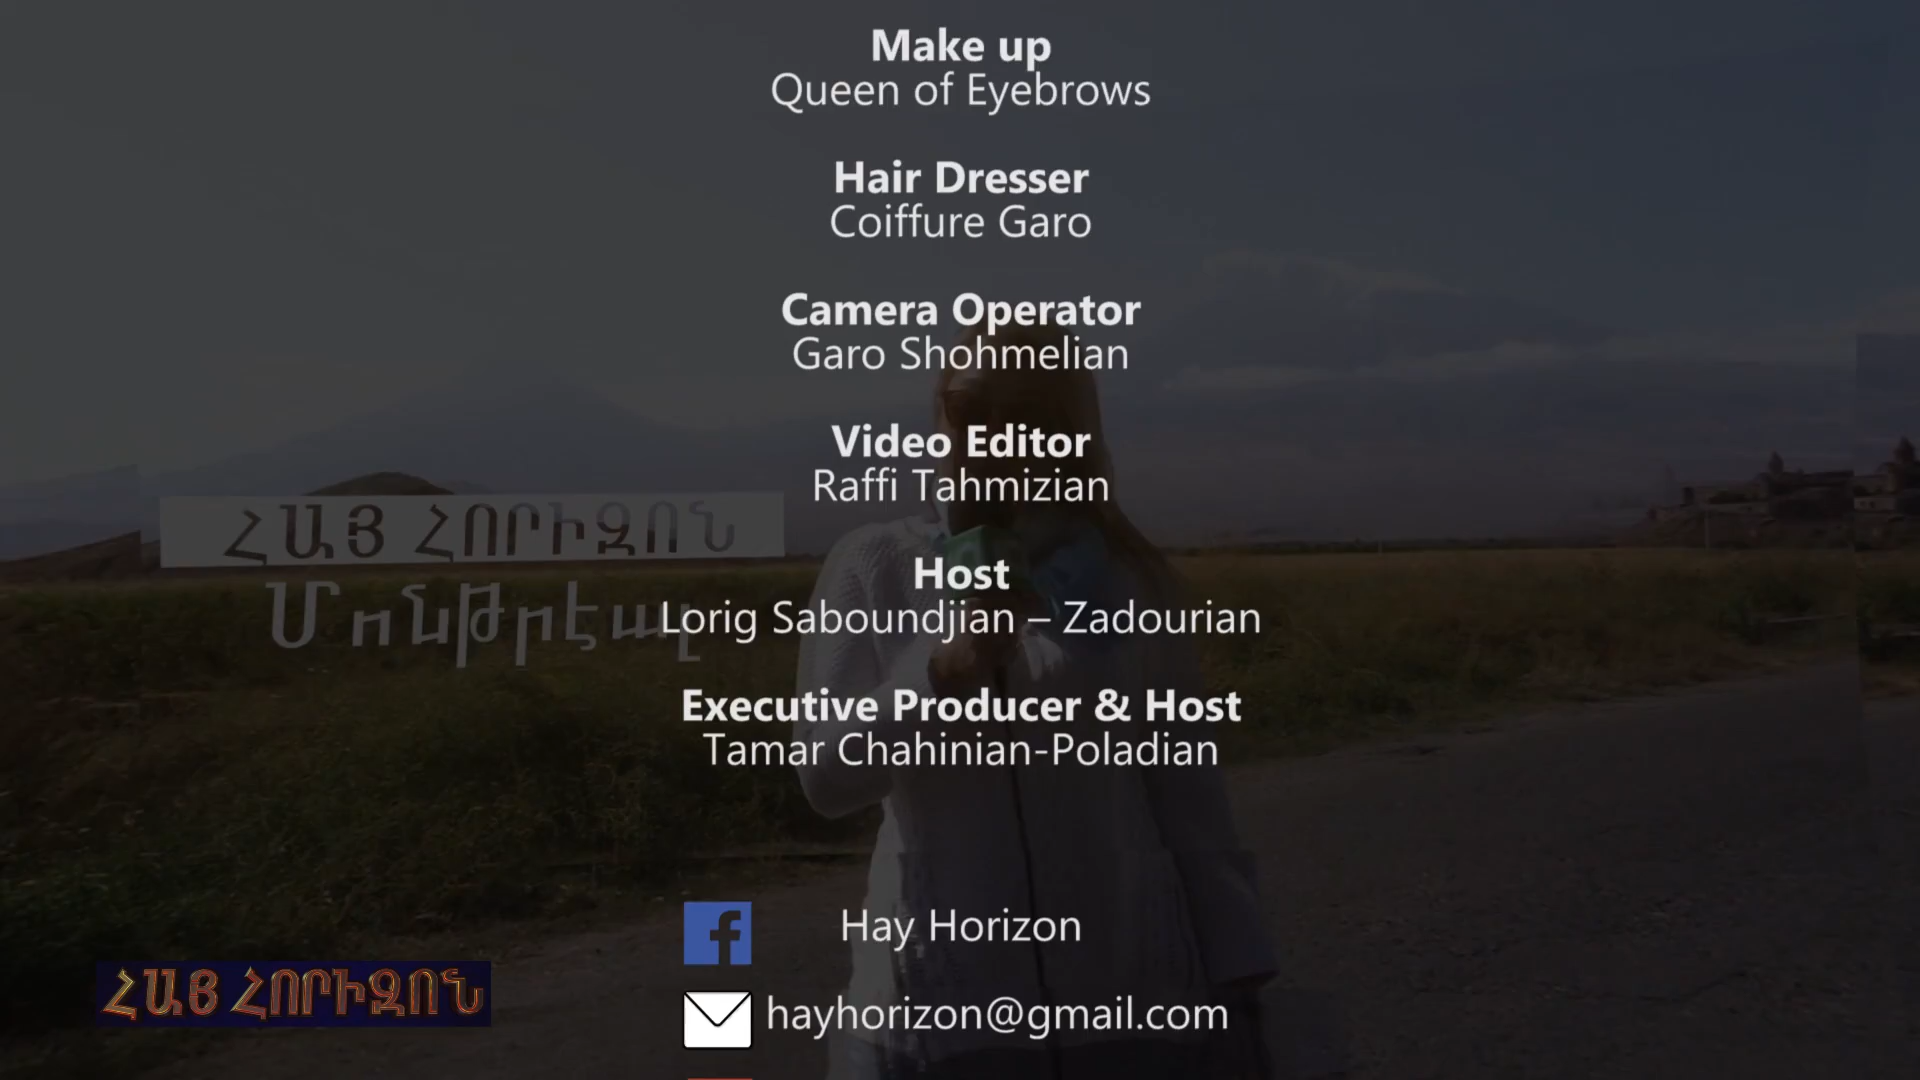 Make up
Queen of Eyebrows
Hair Dresser
Coiffure Garo
Camera Operator
Garo Shohmelian
Video Editor
Raffi Tahmizian
ՀԱՅ ՀՈՐԻԶՈՆ
Մոնթրէալ
Host
Lorig Saboundjian – Zadourian
Executive Producer & Host
Tamar Chahinian-Poladian
Hay Horizon
ՀԱՅ ՀՈՐԻԶՈՆ
hayhorizon@gmail.com